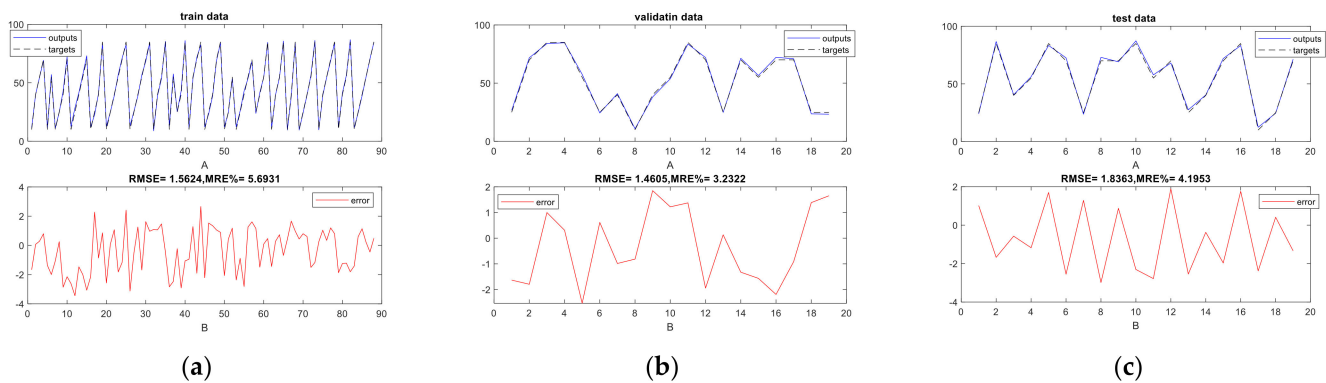 train data
100
50
0
outputs
targets
0 10 20 30 40 50 60 70 80 90
A
RMSE= 1.5624,MRE%= 5.6931
4
2
0
-2
-4
error
0 10 20 30 40 50 60 70 80 90
B
(a)
validatin data
100
50
0
outputs
targets
0 2 4 6 8 10 12 14 16 18 20
A
RMSE= 1.4605,MRE%= 3.2322
2
1
0
-1
-2
error
0 2 4 6 8 10 12 14 16 18 20
B
(b)
test data
100
50
0
outputs
targets
0 2 4 6 8 10 12 14 16 18 20
A
RMSE= 1.8363,MRE%= 4.1953
2
0
-2
-4
error
0 2 4 6 8 10 12 14 16 18 20
B
(c)